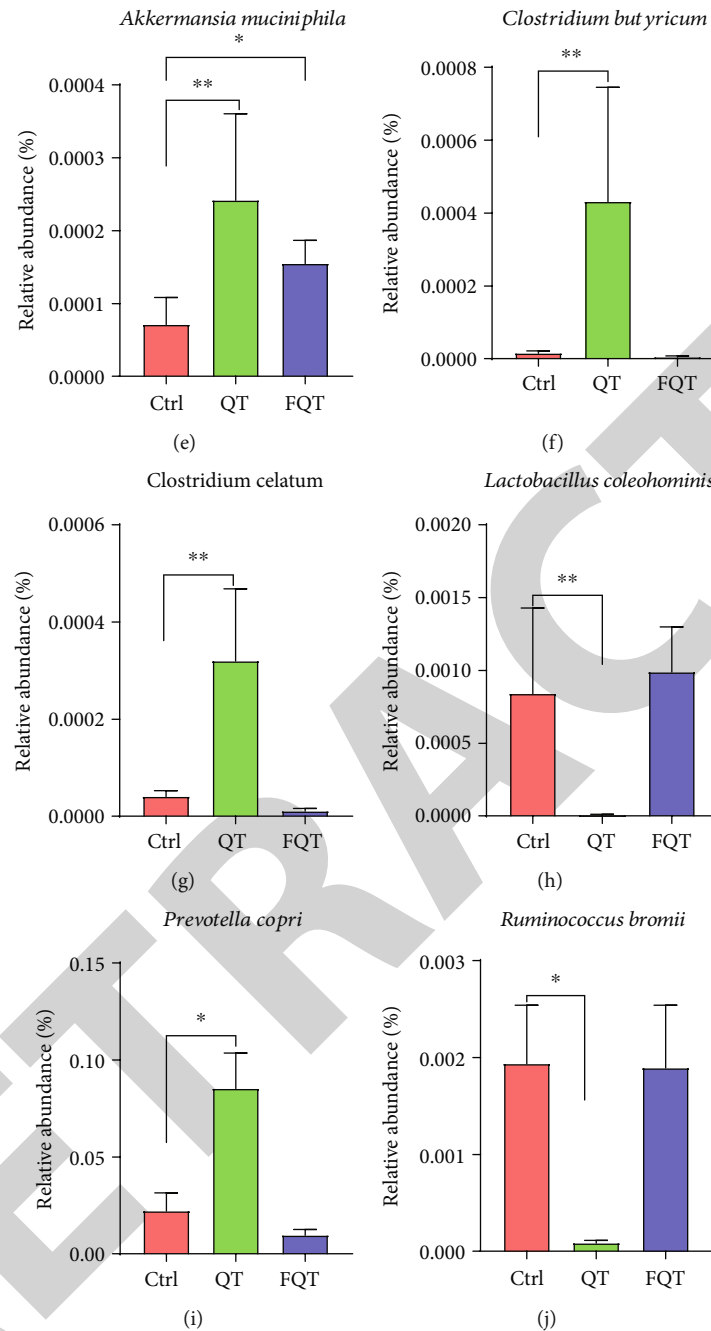 Akkermansia muciniphila
*
**
0.0004
0.0003
0.0002
0.0001
0.0000
Relative abundance (%)
Ctrl QT FQT
(e)
Clostridium but yricum
**
0.0008
0.0006
0.0004
0.0002
0.0000
Relative abundance (%)
Ctrl QT FQT
(f)
Clostridium celatum
**
0.0006
0.0004
0.0002
0.0000
Relative abundance (%)
Ctrl QT FQT
(g)
Lactobacillus coleohominis
**
0.0020
0.0015
0.0010
0.0005
0.0000
Relative abundance (%)
Ctrl QT FQT
(h)
Prevotella copri
*
0.15
0.10
0.05
0.00
Relative abundance (%)
Ctrl QT FQT
(i)
Ruminococcus bromii
*
0.003
0.002
0.001
0.000
Relative abundance (%)
Ctrl QT FQT
(j)
ETRACT